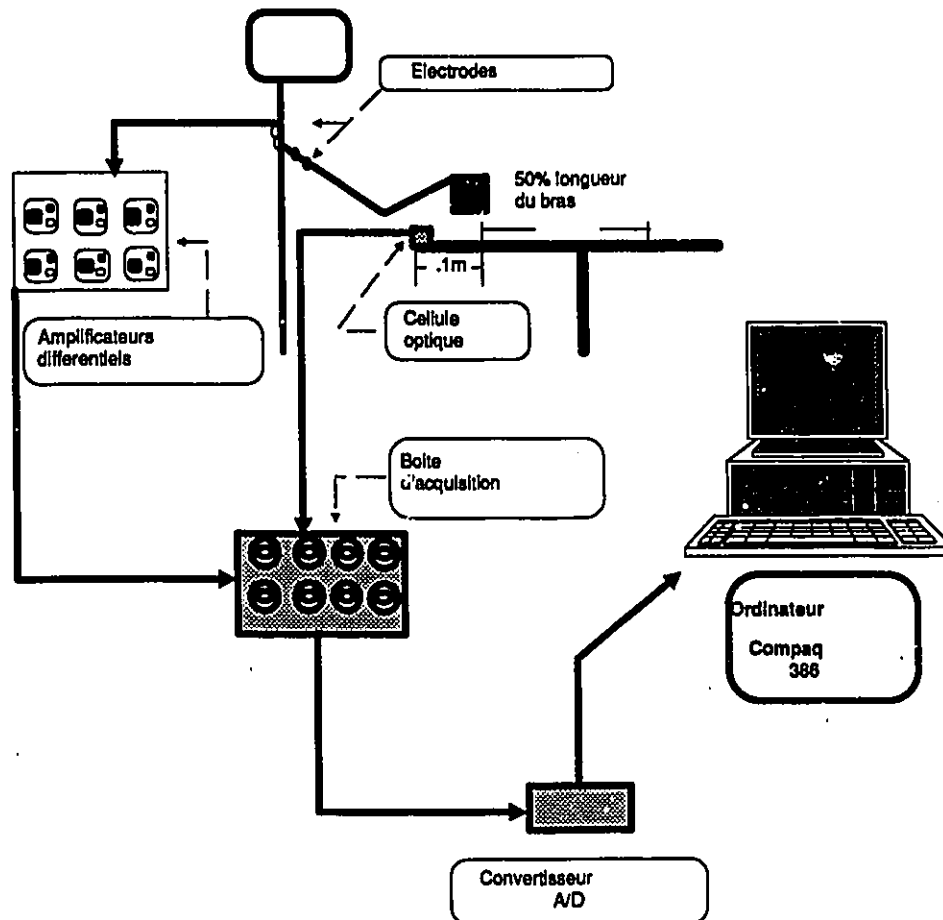 Electrodes
50% longueur
du bras
.1m
Cellule
optique
Amplificateurs
differentiels
Boite
d'acquisition
Ordinateur
Compaq
386
Convertisseur
A/D